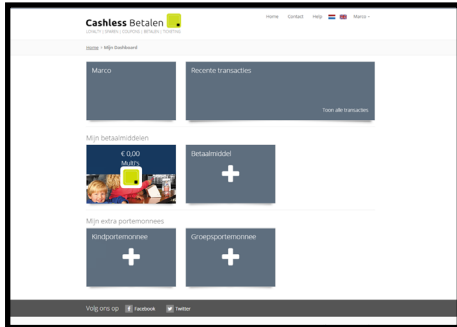 Cashless Betalen
LOYALTY | SPAREN | COUPONS | BETALEN | TICKETING
Home Contact Help Marco
Home > Mijn Dashboard
Marco
Recente transacties
Toon alle transacties
Mijn betaalmiddelen
€ 0,00
Multi's
Betaalmiddel
Mijn extra portemonnees
Kindportemonnee
Groepsportemonnee
Volg ons op Facebook Twitter